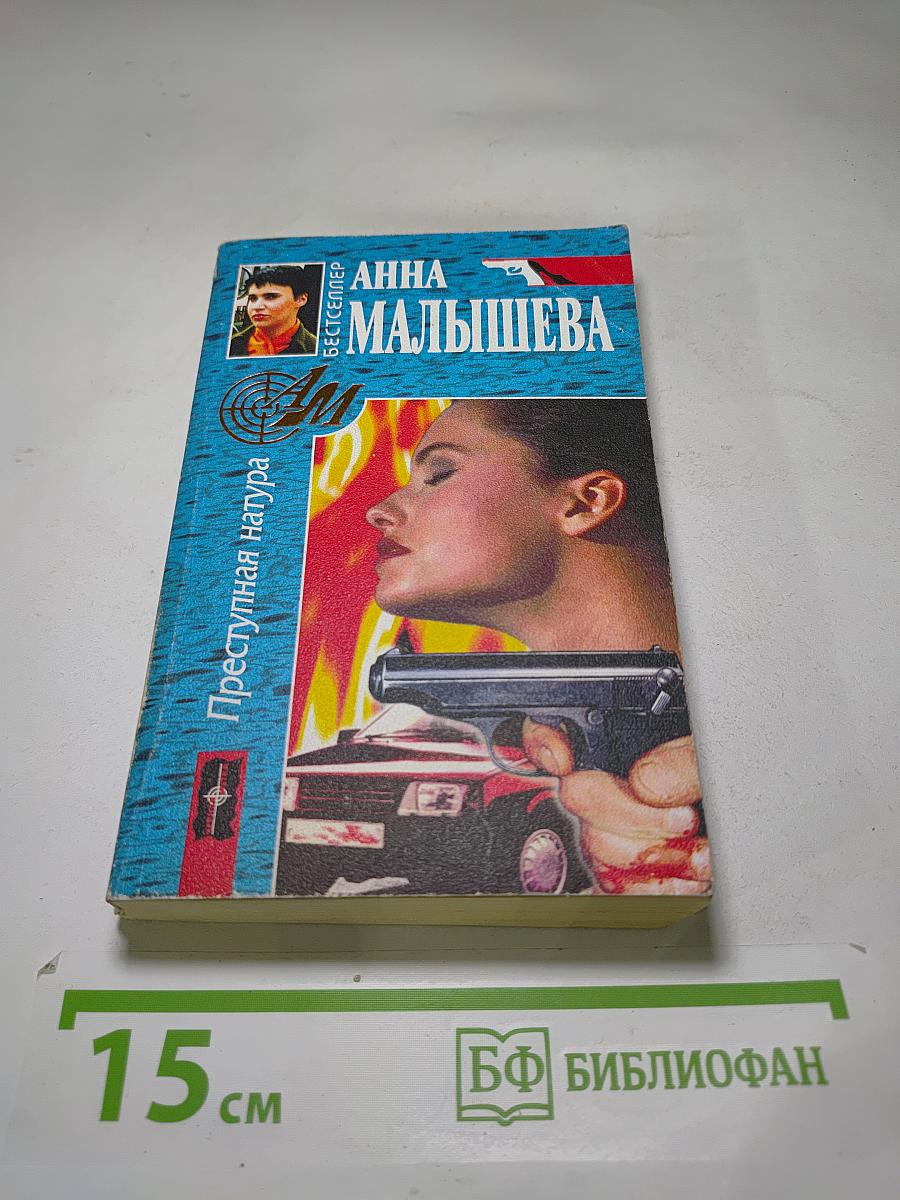 БЕСТСЕЛЛЕР
АННА
МАЛЫШЕВА
АМ
Преступная натура
15 см
БФ БИБЛИОФАН